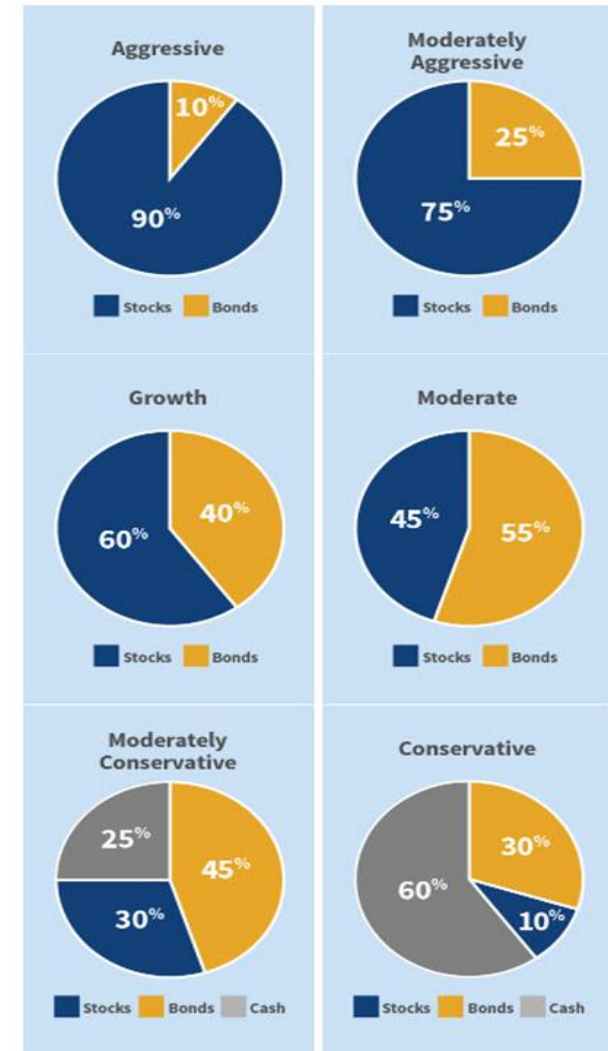 Aggressive
10%
90%
Stocks Bonds
Moderately
Aggressive
25%
75%
Stocks Bonds
Growth
40%
60%
Stocks Bonds
Moderate
45%
55%
Stocks Bonds
Moderately
Conservative
25%
45%
30%
Stocks Bonds Cash
Conservative
30%
60%
10%
Stocks Bonds Cash